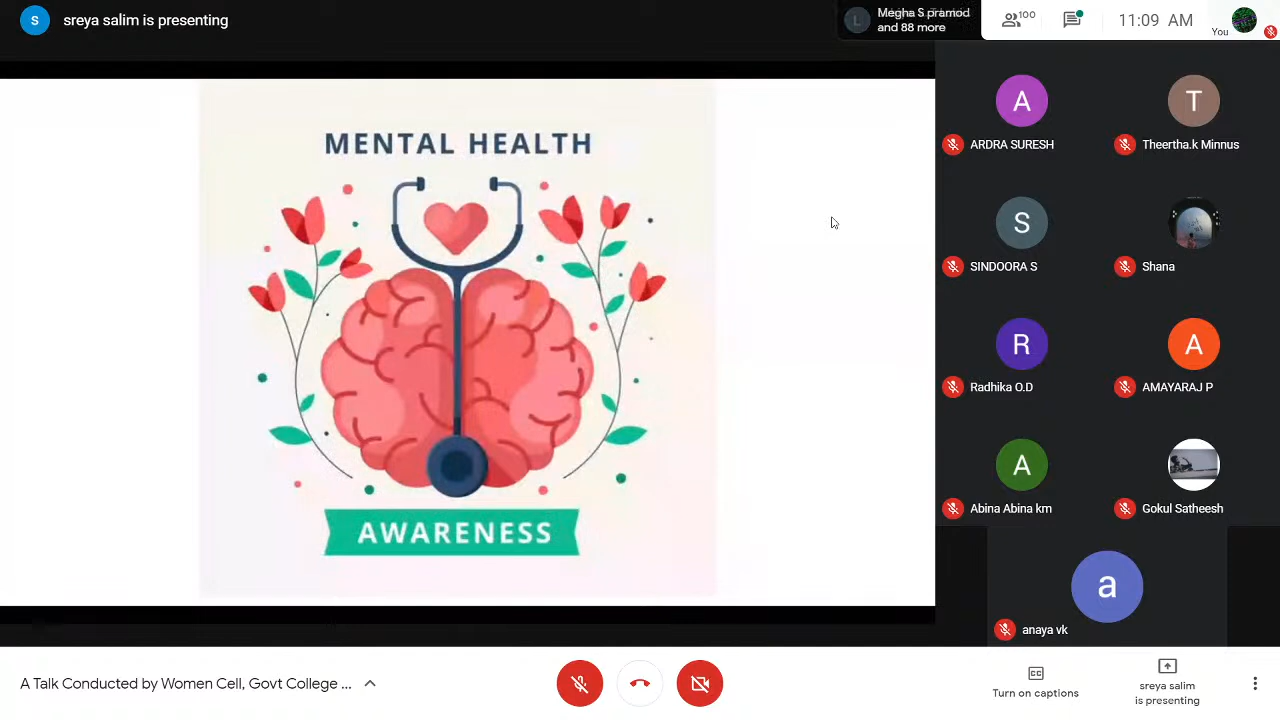 S
sreya salim is presenting
L
Megha S pramod
and 88 more
100
11:09 AM
You
MENTAL HEALTH
AWARENESS
A
ARDRA SURESH
T
Theertha.k Minnus
S
SINDOORA S
Shana
R
Radhika O.D
A
AMAYARAJ P
A
Abina Abina km
Gokul Satheesh
a
anaya vk
A Talk Conducted by Women Cell, Govt College ...
Turn on captions
sreya salim
is presenting